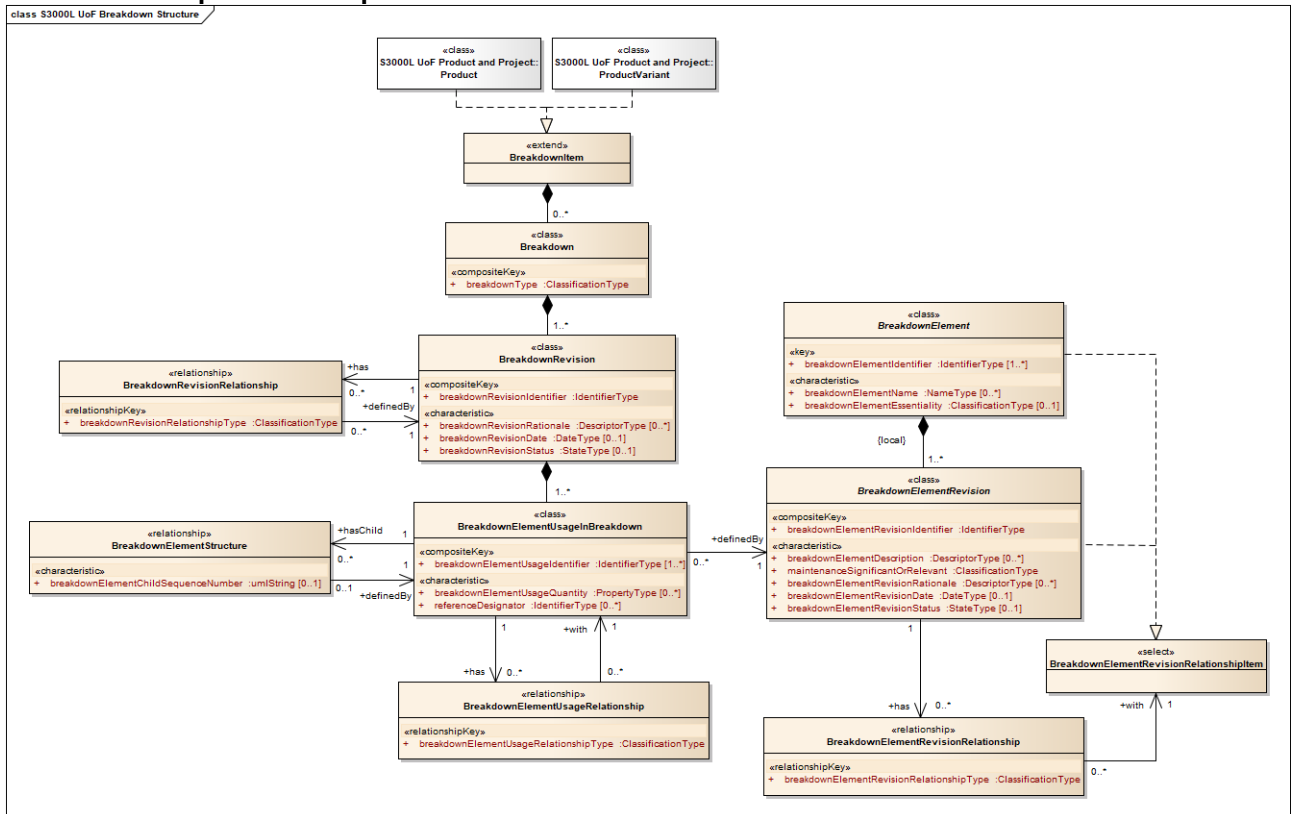 class S3000L UoF Breakdown Structure
«class»
S3000L UoF Product and Project::
Product
«class»
S3000L UoF Product and Project::
ProductVariant
«extend»
BreakdownItem
0..*
«class»
Breakdown
«compositeKey»
+ breakdownType :ClassificationType
1..*
«class»
BreakdownRevision
«compositeKey»
+ breakdownRevisionIdentifier :IdentifierType
«characteristic»
+ breakdownRevisionRationale :DescriptorType [0..*]
+ breakdownRevisionDate :DateType [0..1]
+ breakdownRevisionStatus :StateType [0..1]
«relationship»
BreakdownRevisionRelationship
«relationshipKey»
+ breakdownRevisionRelationshipType :ClassificationType
+has
0..*
1
+definedBy
0..*
1
«class»
BreakdownElement
«key»
+ breakdownElementIdentifier :IdentifierType [1..*]
«characteristic»
+ breakdownElementName :NameType [0..*]
+ breakdownElementEssentiality :ClassificationType [0..1]
{local}
1..*
1..*
«class»
BreakdownElementUsageInBreakdown
«compositeKey»
+ breakdownElementUsageIdentifier :IdentifierType [1..*]
«characteristic»
+ breakdownElementUsageQuantity :PropertyType [0..*]
+ referenceDesignator :IdentifierType [0..*]
«relationship»
BreakdownElementStructure
«characteristic»
+ breakdownElementChildSequenceNumber :umlString [0..1]
+hasChild
1
0..*
1
0..1
+definedBy
+definedBy
0..*
1
«class»
BreakdownElementRevision
«compositeKey»
+ breakdownElementRevisionIdentifier :IdentifierType
«characteristic»
+ breakdownElementDescription :DescriptorType [0..*]
+ maintenanceSignificantOrRelevant :ClassificationType
+ breakdownElementRevisionRationale :DescriptorType [0..*]
+ breakdownElementRevisionDate :DateType [0..1]
+ breakdownElementRevisionStatus :StateType [0..1]
1
+with
1
+has
0..*
0..*
«relationship»
BreakdownElementUsageRelationship
«relationshipKey»
+ breakdownElementUsageRelationshipType :ClassificationType
1
+has
0..*
«select»
BreakdownElementRevisionRelationshipItem
+with
1
«relationship»
BreakdownElementRevisionRelationship
«relationshipKey»
+ breakdownElementRevisionRelationshipType :ClassificationType
0..*